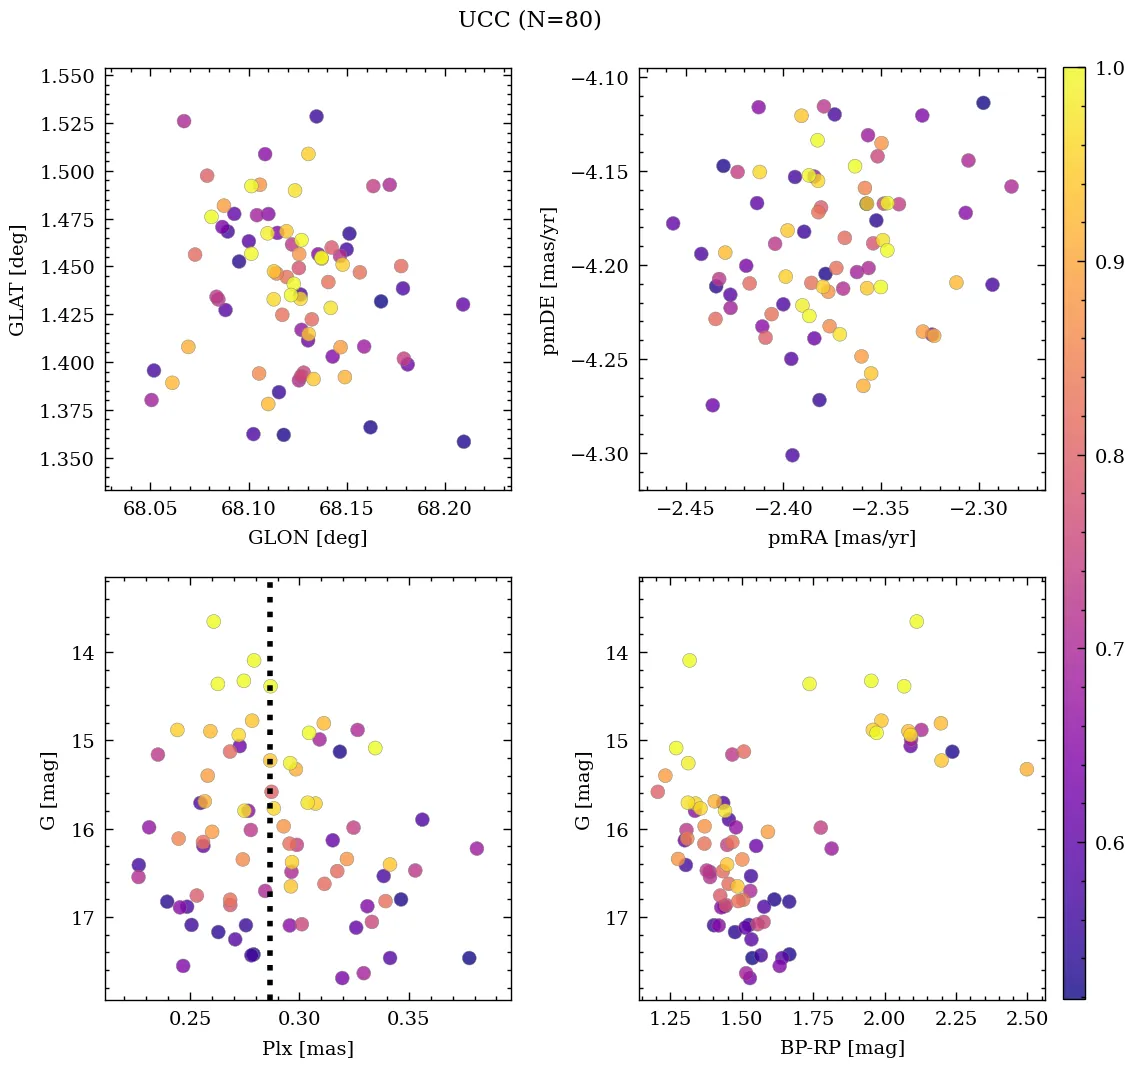 UCC (N=80)
1.550
1.525
1.500
1.475
1.450
1.425
1.400
1.375
1.350
GLAT [deg]
68.05 68.10 68.15 68.20
GLON [deg]
−4.10
−4.15
−4.20
−4.25
−4.30
pmDE [mas/yr]
−2.45 −2.40 −2.35 −2.30
pmRA [mas/yr]
14
15
16
17
G [mag]
0.25 0.30 0.35
Plx [mas]
14
15
16
17
G [mag]
1.25 1.50 1.75 2.00 2.25 2.50
BP-RP [mag]
1.0
0.9
0.8
0.7
0.6